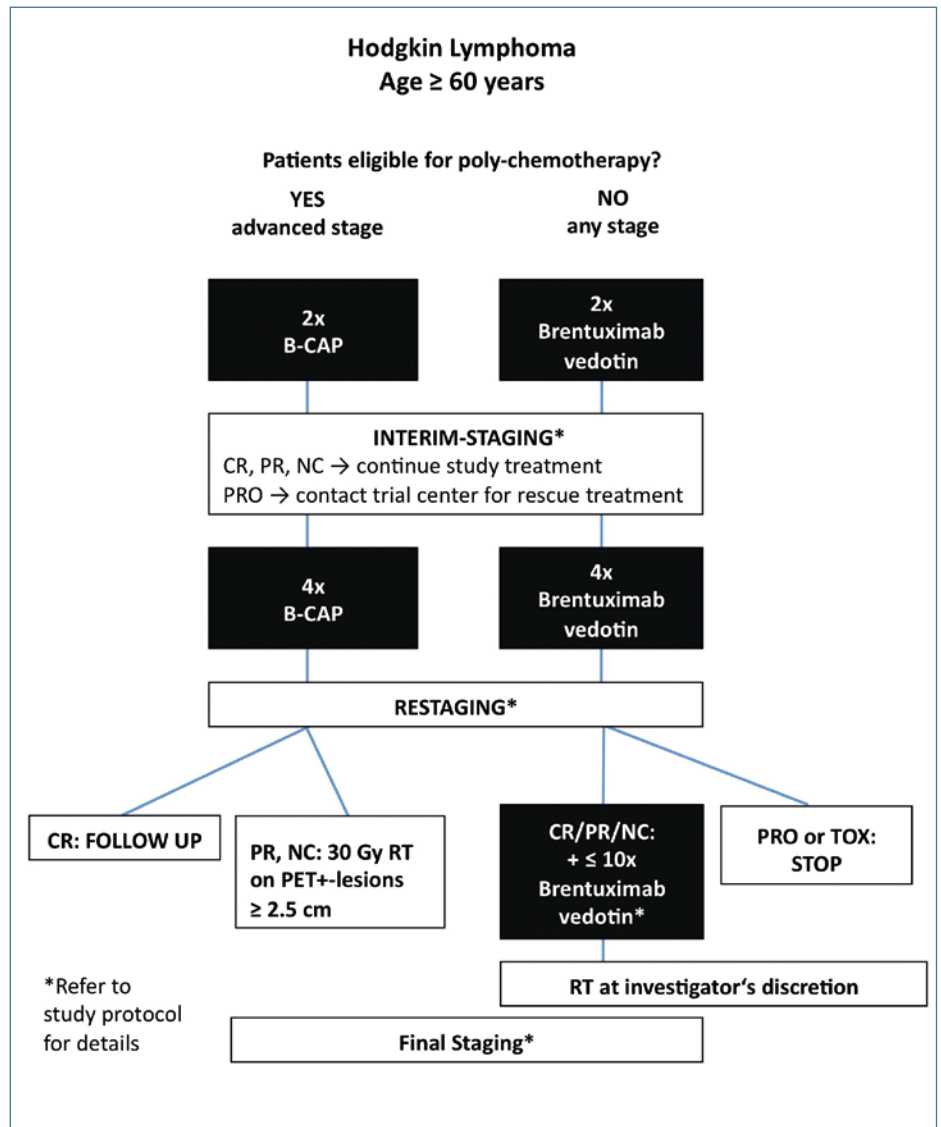 Hodgkin Lymphoma
Age ≥ 60 years
Patients eligible for poly-chemotherapy?
YES
advanced stage
NO
any stage
2x
B-CAP
2x
Brentuximab
vedotin
INTERIM-STAGING*
CR, PR, NC → continue study treatment
PRO → contact trial center for rescue treatment
4x
B-CAP
4x
Brentuximab
vedotin
RESTAGING*
CR: FOLLOW UP
PR, NC: 30 Gy RT
on PET+-lesions
≥ 2.5 cm
CR/PR/NC:
+ ≤ 10x
Brentuximab
vedotin*
PRO or TOX:
STOP
RT at investigator‘s discretion
*Refer to
study protocol
for details
Final Staging*